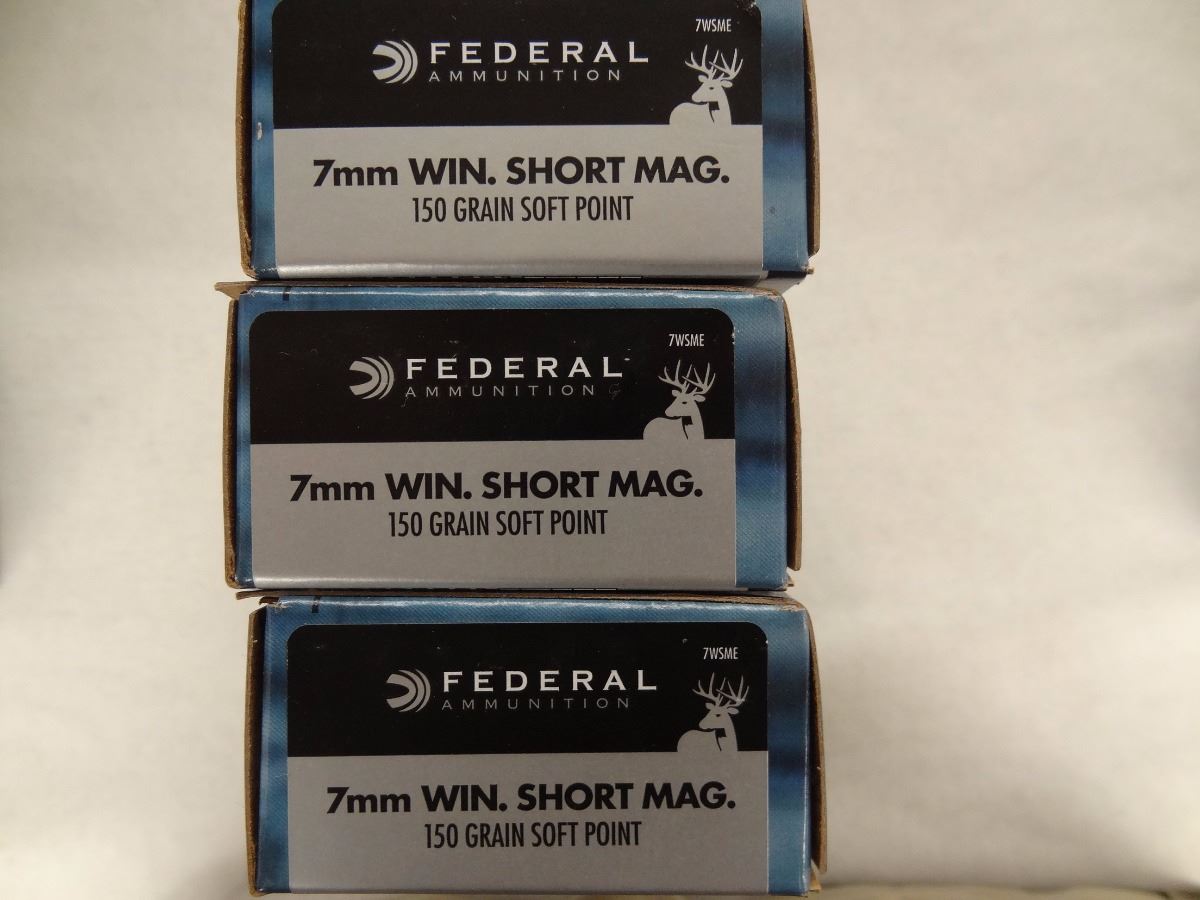 7WSME
FEDERAL
AMMUNITION
7mm WIN. SHORT MAG.
150 GRAIN SOFT POINT
7WSME
FEDERAL
AMMUNITION
7mm WIN. SHORT MAG.
150 GRAIN SOFT POINT
7WSME
FEDERAL
AMMUNITION
7mm WIN. SHORT MAG.
150 GRAIN SOFT POINT